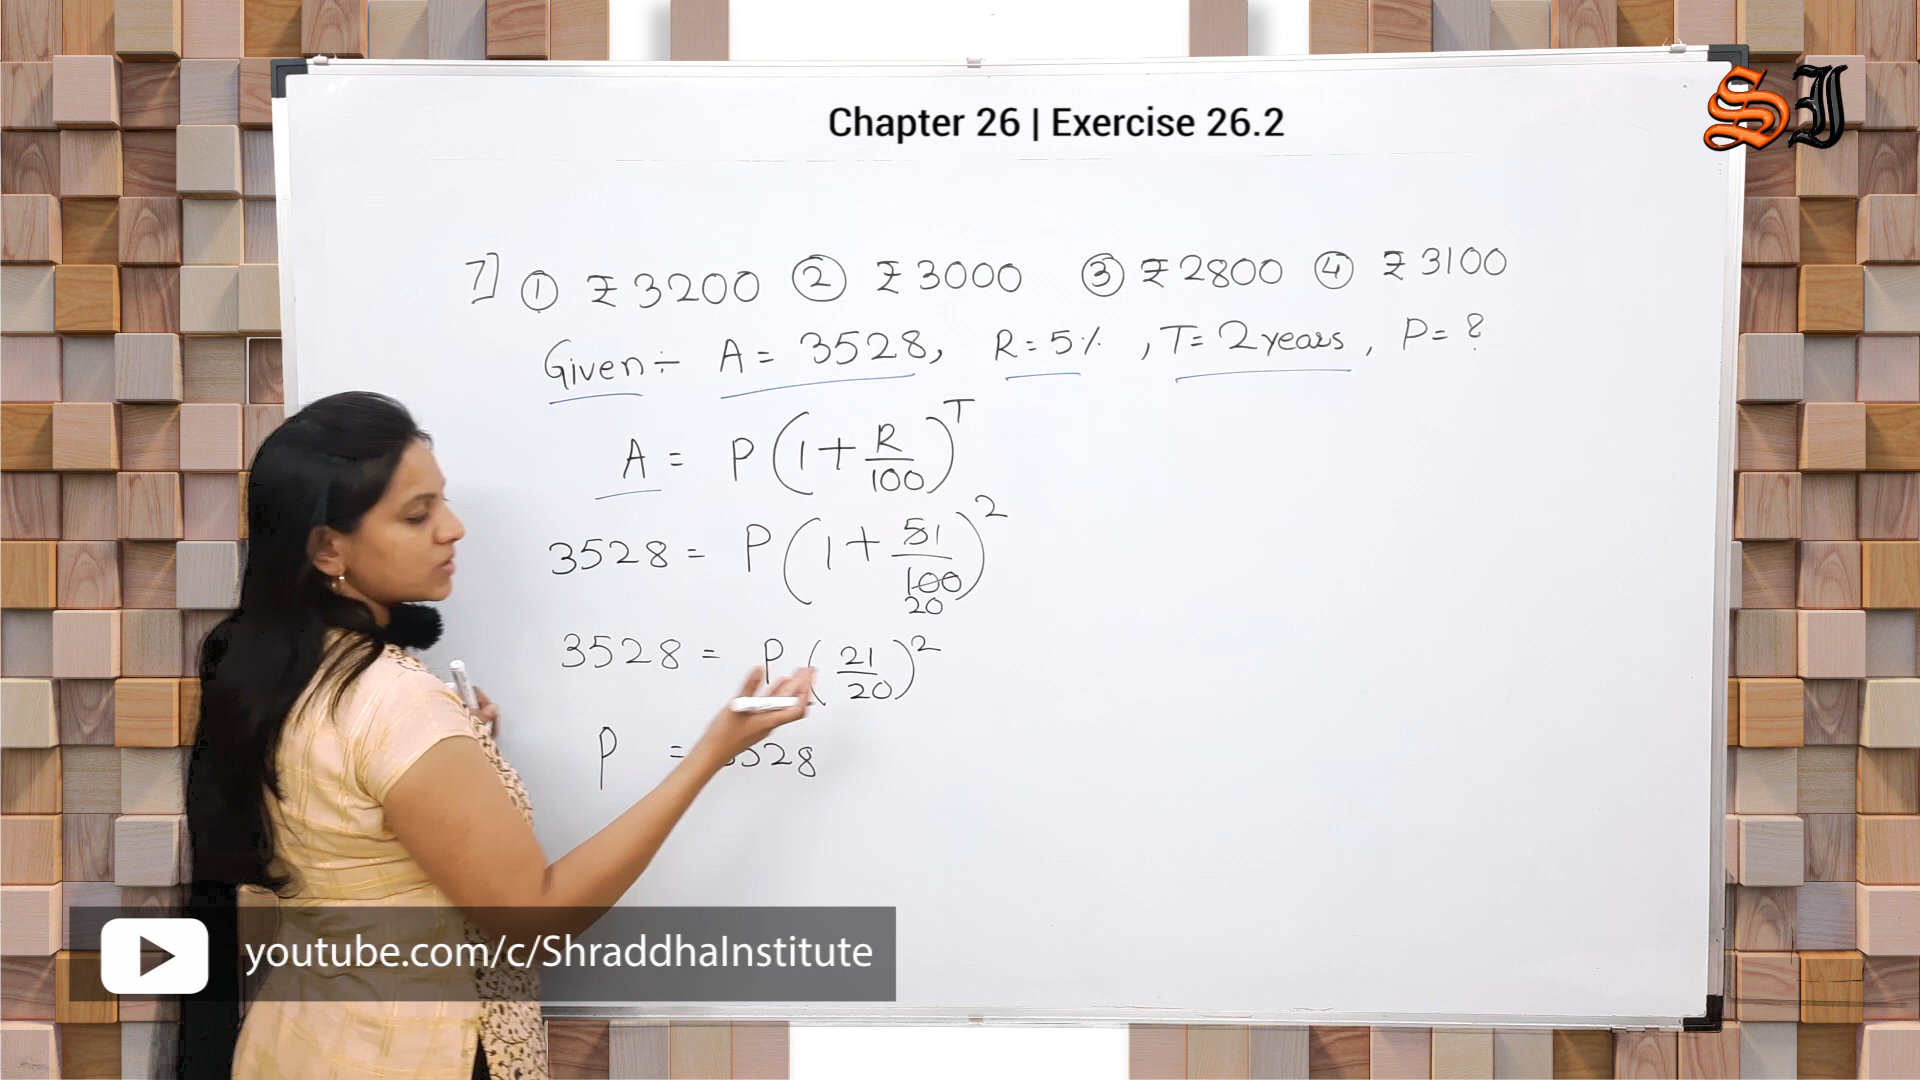 Chapter 26 | Exercise 26.2
SI
7] ① ₹3200 ② ₹3000 ③ ₹2800 ④ ₹3100
Given ÷ A = 3528, R = 5% , T = 2 years , P = ?
A = P (1 + R/100)^T
3528 = P (1 + 51/100 20)^2
3528 = P (21/20)^2
P = 3528
youtube.com/c/ShraddhaInstitute